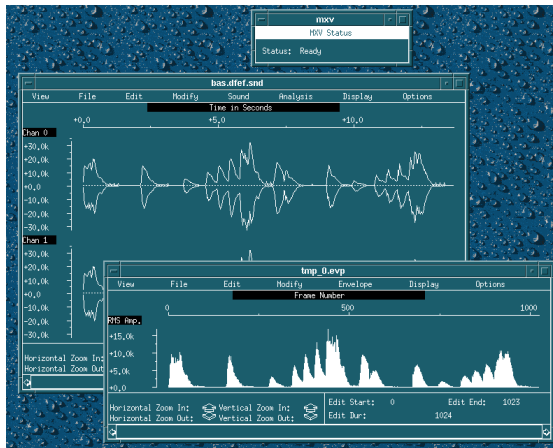 mxv
MXV Status
Status: Ready
bas.dfef.snd
View File Edit Modify Sound Analysis Display Options
Time in Seconds
+0,0 +5,0 +10,0
Chan 0
+30,0k
+20,0k
+10,0k
+0,0
-10,0k
-20,0k
-30,0k
Chan 1
+30,0k
+20,0k
+10,0k
+0,0
-10,0k
-20,0k
-30,0k
Horizontal Zoom In:
Horizontal Zoom Out:
tmp_0.evp
View File Edit Modify Envelope Display Options
Frame Number
0 500 1000
RMS Amp.
+15,0k
+10,0k
+5,0k
+0,0
Horizontal Zoom In: Vertical Zoom In:
Horizontal Zoom Out: Vertical Zoom Out:
Edit Start: 0 Edit End: 1023
Edit Dur: 1024